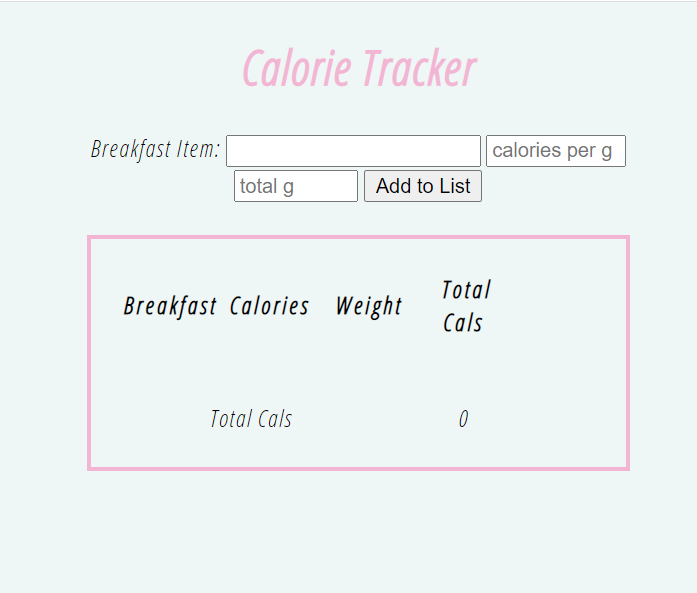 Calorie Tracker
Breakfast Item: calories per g
total g Add to List
Breakfast Calories Weight Total Cals
Total Cals 0